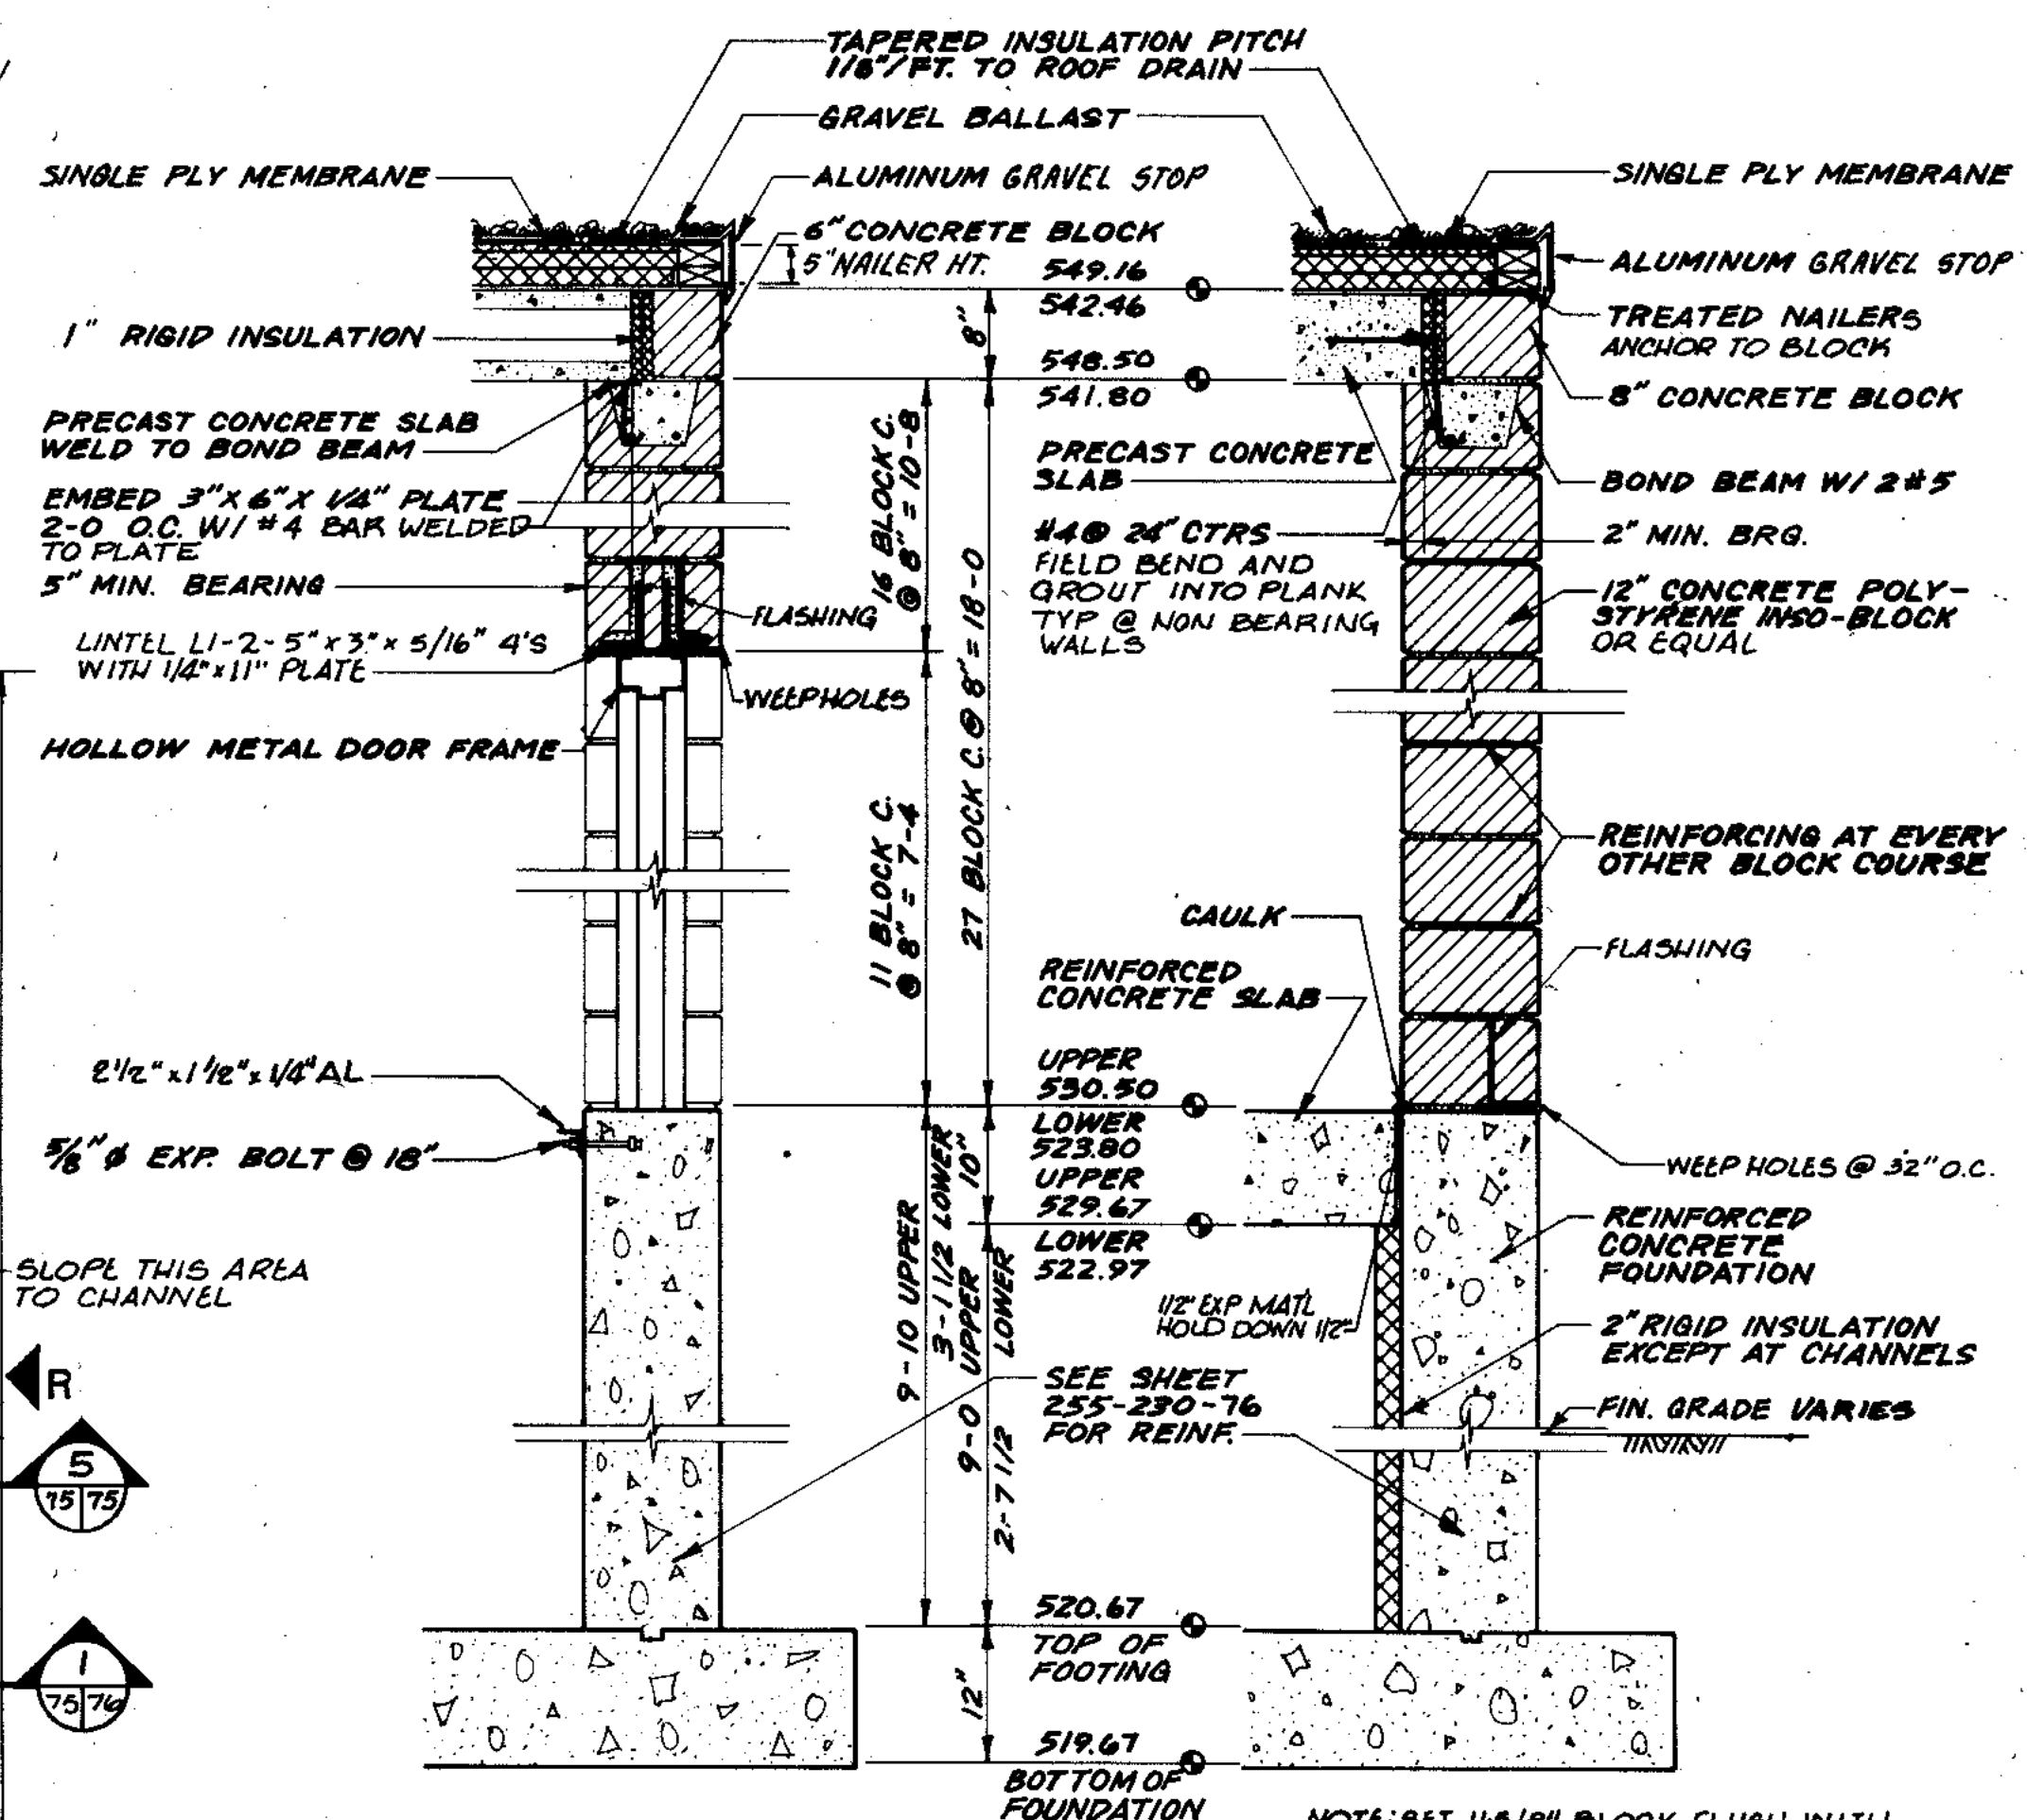 TAPERED INSULATION PITCH
1/8"/FT. TO ROOF DRAIN
GRAVEL BALLAST
SINGLE PLY MEMBRANE
ALUMINUM GRAVEL STOP
6" CONCRETE BLOCK
5" NAILER HT.
1" RIGID INSULATION
PRECAST CONCRETE SLAB
WELD TO BOND BEAM
EMBED 3"X 6"X 1/4" PLATE
2-0 O.C. W/ #4 BAR WELDED
TO PLATE
5" MIN. BEARING
FLASHING
LINTEL L1-2-5"x 3"x 5/16" 4'S
WITH 1/4"x11" PLATE
WEEPHOLES
HOLLOW METAL DOOR FRAME
2 1/2"x 1 1/2"x 1/4" AL
5/8" Ø EXP. BOLT @ 18"
SLOPE THIS AREA
TO CHANNEL
R
5
75 75
1
75 76
549.16
542.46
8"
548.50
541.80
16 BLOCK C.
@ 8" = 10-8
27 BLOCK C. @ 8" = 18-0
11 BLOCK C.
@ 8" = 7-4
UPPER
530.50
LOWER
523.80
UPPER
529.67
LOWER
522.97
10"
9-10 UPPER
3-1 1/2 LOWER
9-0 UPPER
2-7 1/2 LOWER
520.67
TOP OF
FOOTING
12"
519.67
BOTTOM OF
FOUNDATION
SINGLE PLY MEMBRANE
ALUMINUM GRAVEL STOP
TREATED NAILERS
ANCHOR TO BLOCK
8" CONCRETE BLOCK
PRECAST CONCRETE
SLAB
BOND BEAM W/ 2#5
#4@ 24" CTRS
FIELD BEND AND
GROUT INTO PLANK
TYP @ NON BEARING
WALLS
2" MIN. BRG.
12" CONCRETE POLY-
STYRENE INSO-BLOCK
OR EQUAL
REINFORCING AT EVERY
OTHER BLOCK COURSE
CAULK
FLASHING
REINFORCED
CONCRETE SLAB
WEEP HOLES @ 32" O.C.
REINFORCED
CONCRETE
FOUNDATION
1/2" EXP MATL
HOLD DOWN 1/2"
2" RIGID INSULATION
EXCEPT AT CHANNELS
SEE SHEET
255-230-76
FOR REINF.
FIN. GRADE VARIES